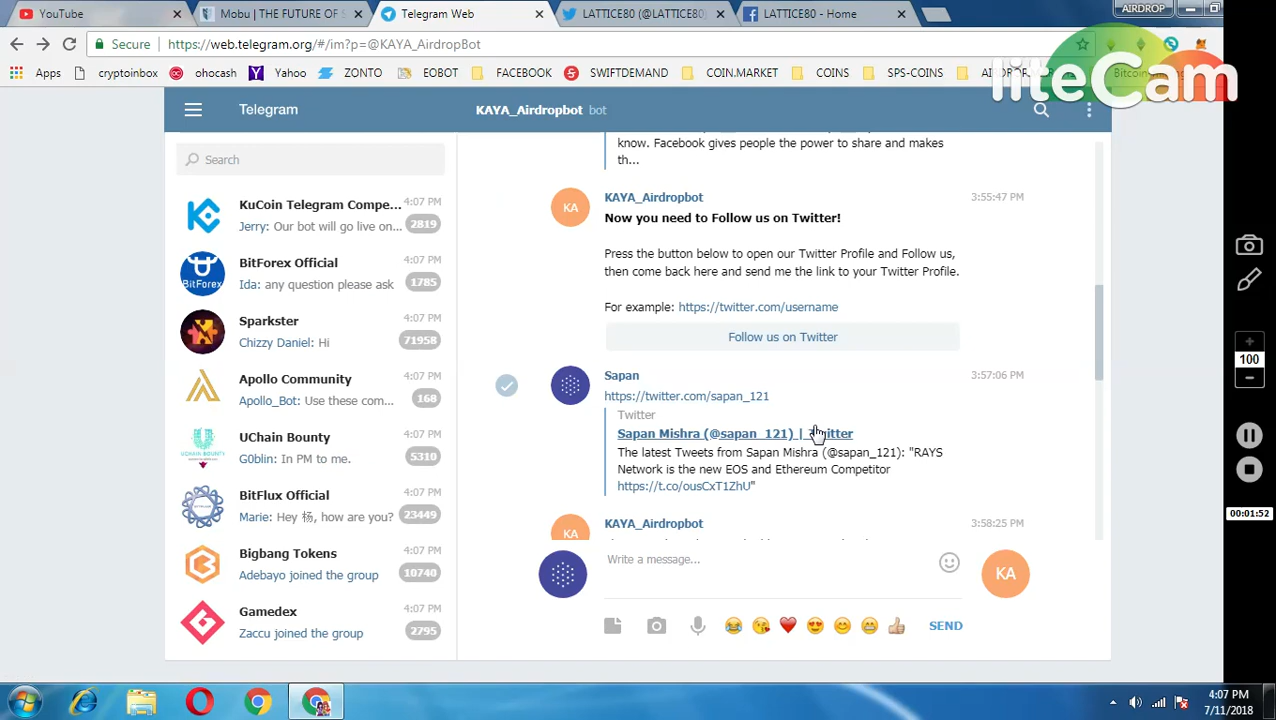 YouTube
Mobu | THE FUTURE OF S
Telegram Web
LATTICE80 (@LATTICE80)
LATTICE80 - Home
AIRDROP
Secure
https://web.telegram.org/#/im?p=@KAYA_AirdropBot
Apps
cryptoinbox
ohocash
Yahoo
ZON
EOBOT
FACEBOOK
SWIFTDEMAND
COIN.MARKET
COINS
SPS-COINS
liteCam
Telegram
KAYA_Airdropbot bot
Search
KuCoin Telegram Compe...
4:07 PM
Jerry: Our bot will go live on...
2819
BitForex Official
4:07 PM
Ida: any question please ask
1785
Sparkster
4:07 PM
Chizzy Daniel: Hi
71958
Apollo Community
4:07 PM
Apollo_Bot: Use these com...
168
UChain Bounty
4:07 PM
G0blin: In PM to me.
5310
BitFlux Official
4:07 PM
Marie: Hey 杨, how are you?
23449
Bigbang Tokens
4:07 PM
Adebayo joined the group
10740
Gamedex
4:07 PM
Zaccu joined the group
2795
know. Facebook gives people the power to share and makes
th...
KA
KAYA_Airdropbot
3:55:47 PM
Now you need to Follow us on Twitter!
Press the button below to open our Twitter Profile and Follow us,
then come back here and send me the link to your Twitter Profile.
For example: https://twitter.com/username
Follow us on Twitter
Sapan
3:57:06 PM
https://twitter.com/sapan_121
Twitter
Sapan Mishra (@sapan_121) | Twitter
The latest Tweets from Sapan Mishra (@sapan_121): "RAYS
Network is the new EOS and Ethereum Competitor
https://t.co/ousCxT1ZhU"
KA
KAYA_Airdropbot
3:58:25 PM
Write a message...
KA
SEND
100
00:01:52
4:07 PM
7/11/2018